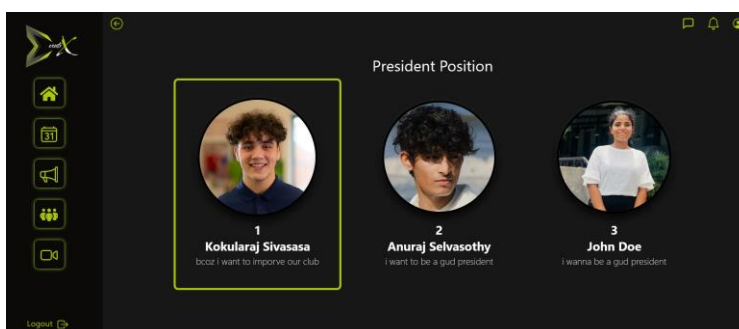 President Position
31
1
Kokularaj Sivasasa
bcoz i want to imporve our club
2
Anuraj Selvasothy
i want to be a gud president
3
John Doe
i wanna be a gud president
Logout